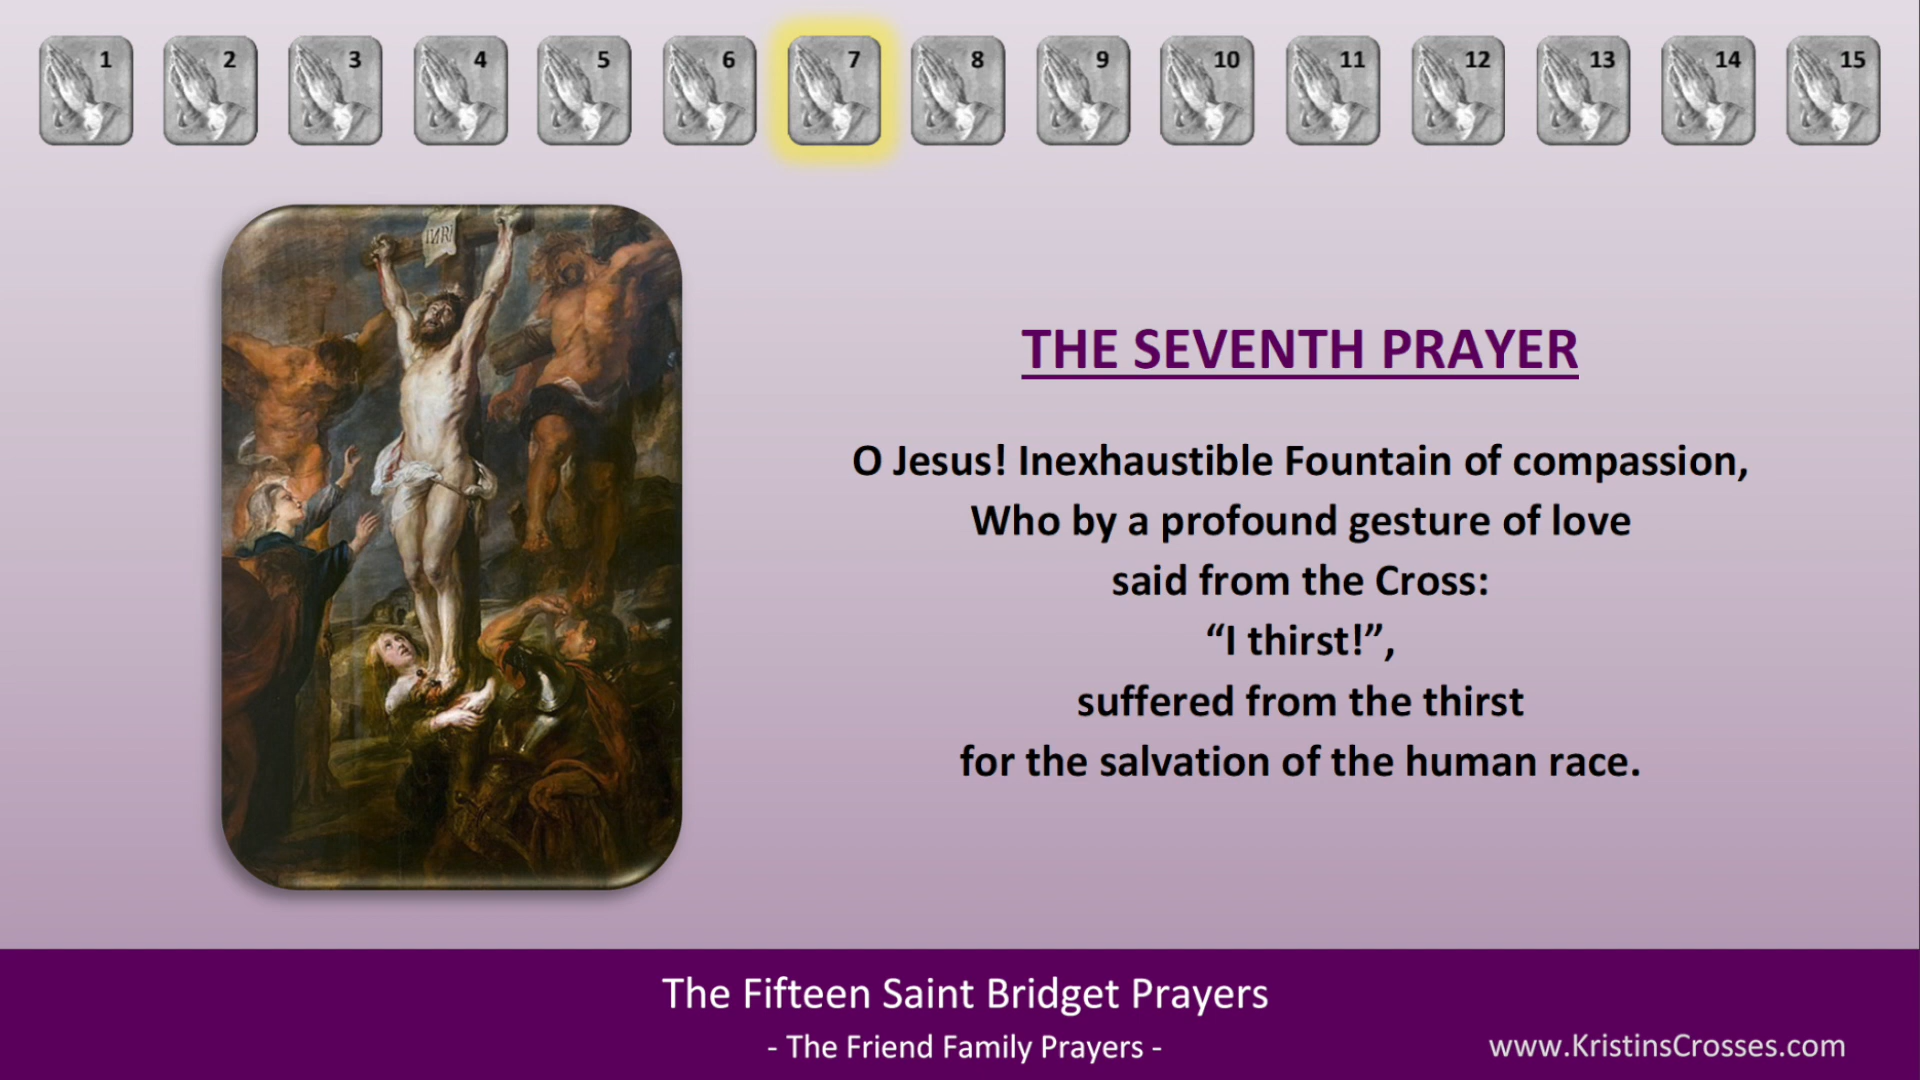 1 2 3 4 5 6 7 8 9 10 11 12 13 14 15
INRI
THE SEVENTH PRAYER
O Jesus! Inexhaustible Fountain of compassion,
Who by a profound gesture of love
said from the Cross:
“I thirst!”,
suffered from the thirst
for the salvation of the human race.
The Fifteen Saint Bridget Prayers
- The Friend Family Prayers -
www.KristinsCrosses.com